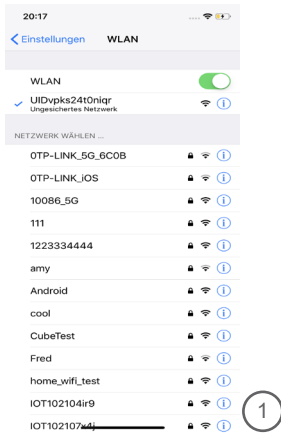 20:17
Einstellungen WLAN
WLAN
UIDvpks24t0niqr
Ungesichertes Netzwerk
NETZWERK WÄHLEN ...
0TP-LINK_5G_6C0B
0TP-LINK_iOS
10086_5G
111
1223334444
amy
Android
cool
CubeTest
Fred
home_wifi_test
IOT102104ir9
IOT102107x4j
1